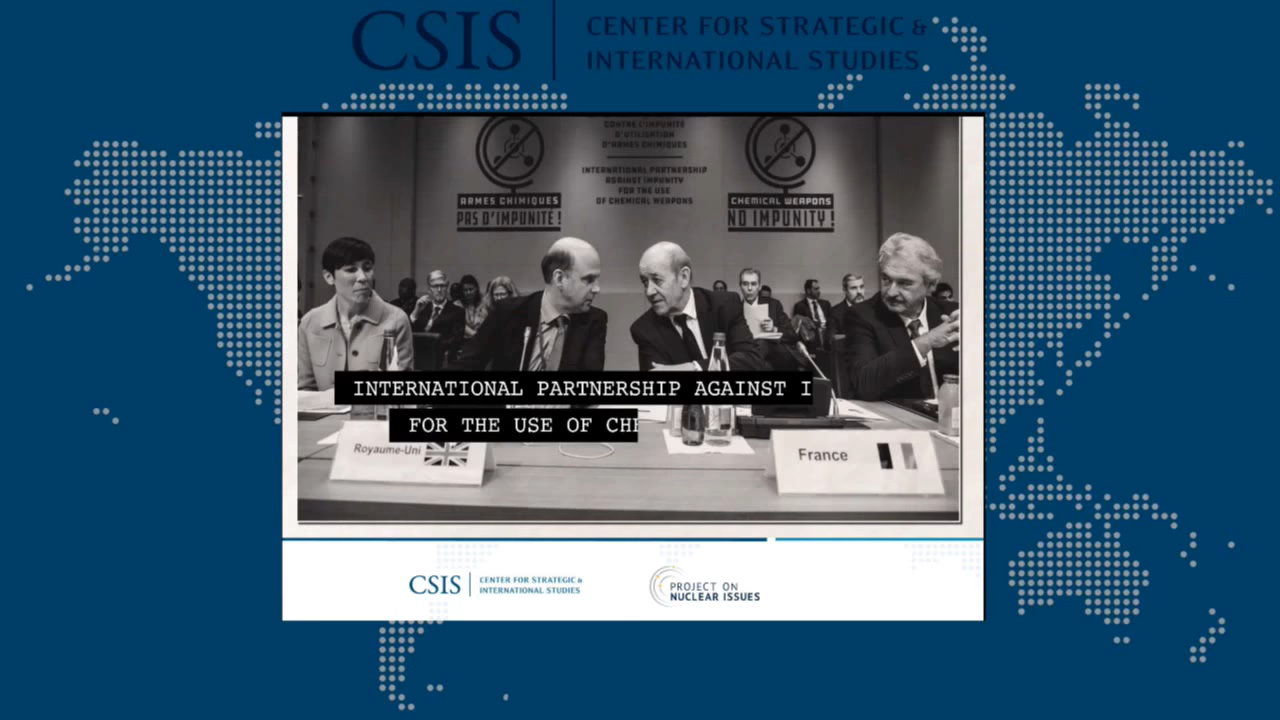 CSIS
CENTER FOR STRATEGIC &
INTERNATIONAL STUDIES
CONTRE L'IMPUNITÉ
D'UTILISATION
D'ARMES CHIMIQUES
INTERNATIONAL PARTNERSHIP
AGAINST IMPUNITY
FOR THE USE
OF CHEMICAL WEAPONS
ARMES CHIMIQUES
PAS D'IMPUNITÉ !
CHEMICAL WEAPONS
NO IMPUNITY !
INTERNATIONAL PARTNERSHIP AGAINST I
FOR THE USE OF CHE
Royaume-Uni
France
CSIS
CENTER FOR STRATEGIC &
INTERNATIONAL STUDIES
PROJECT ON
NUCLEAR ISSUES